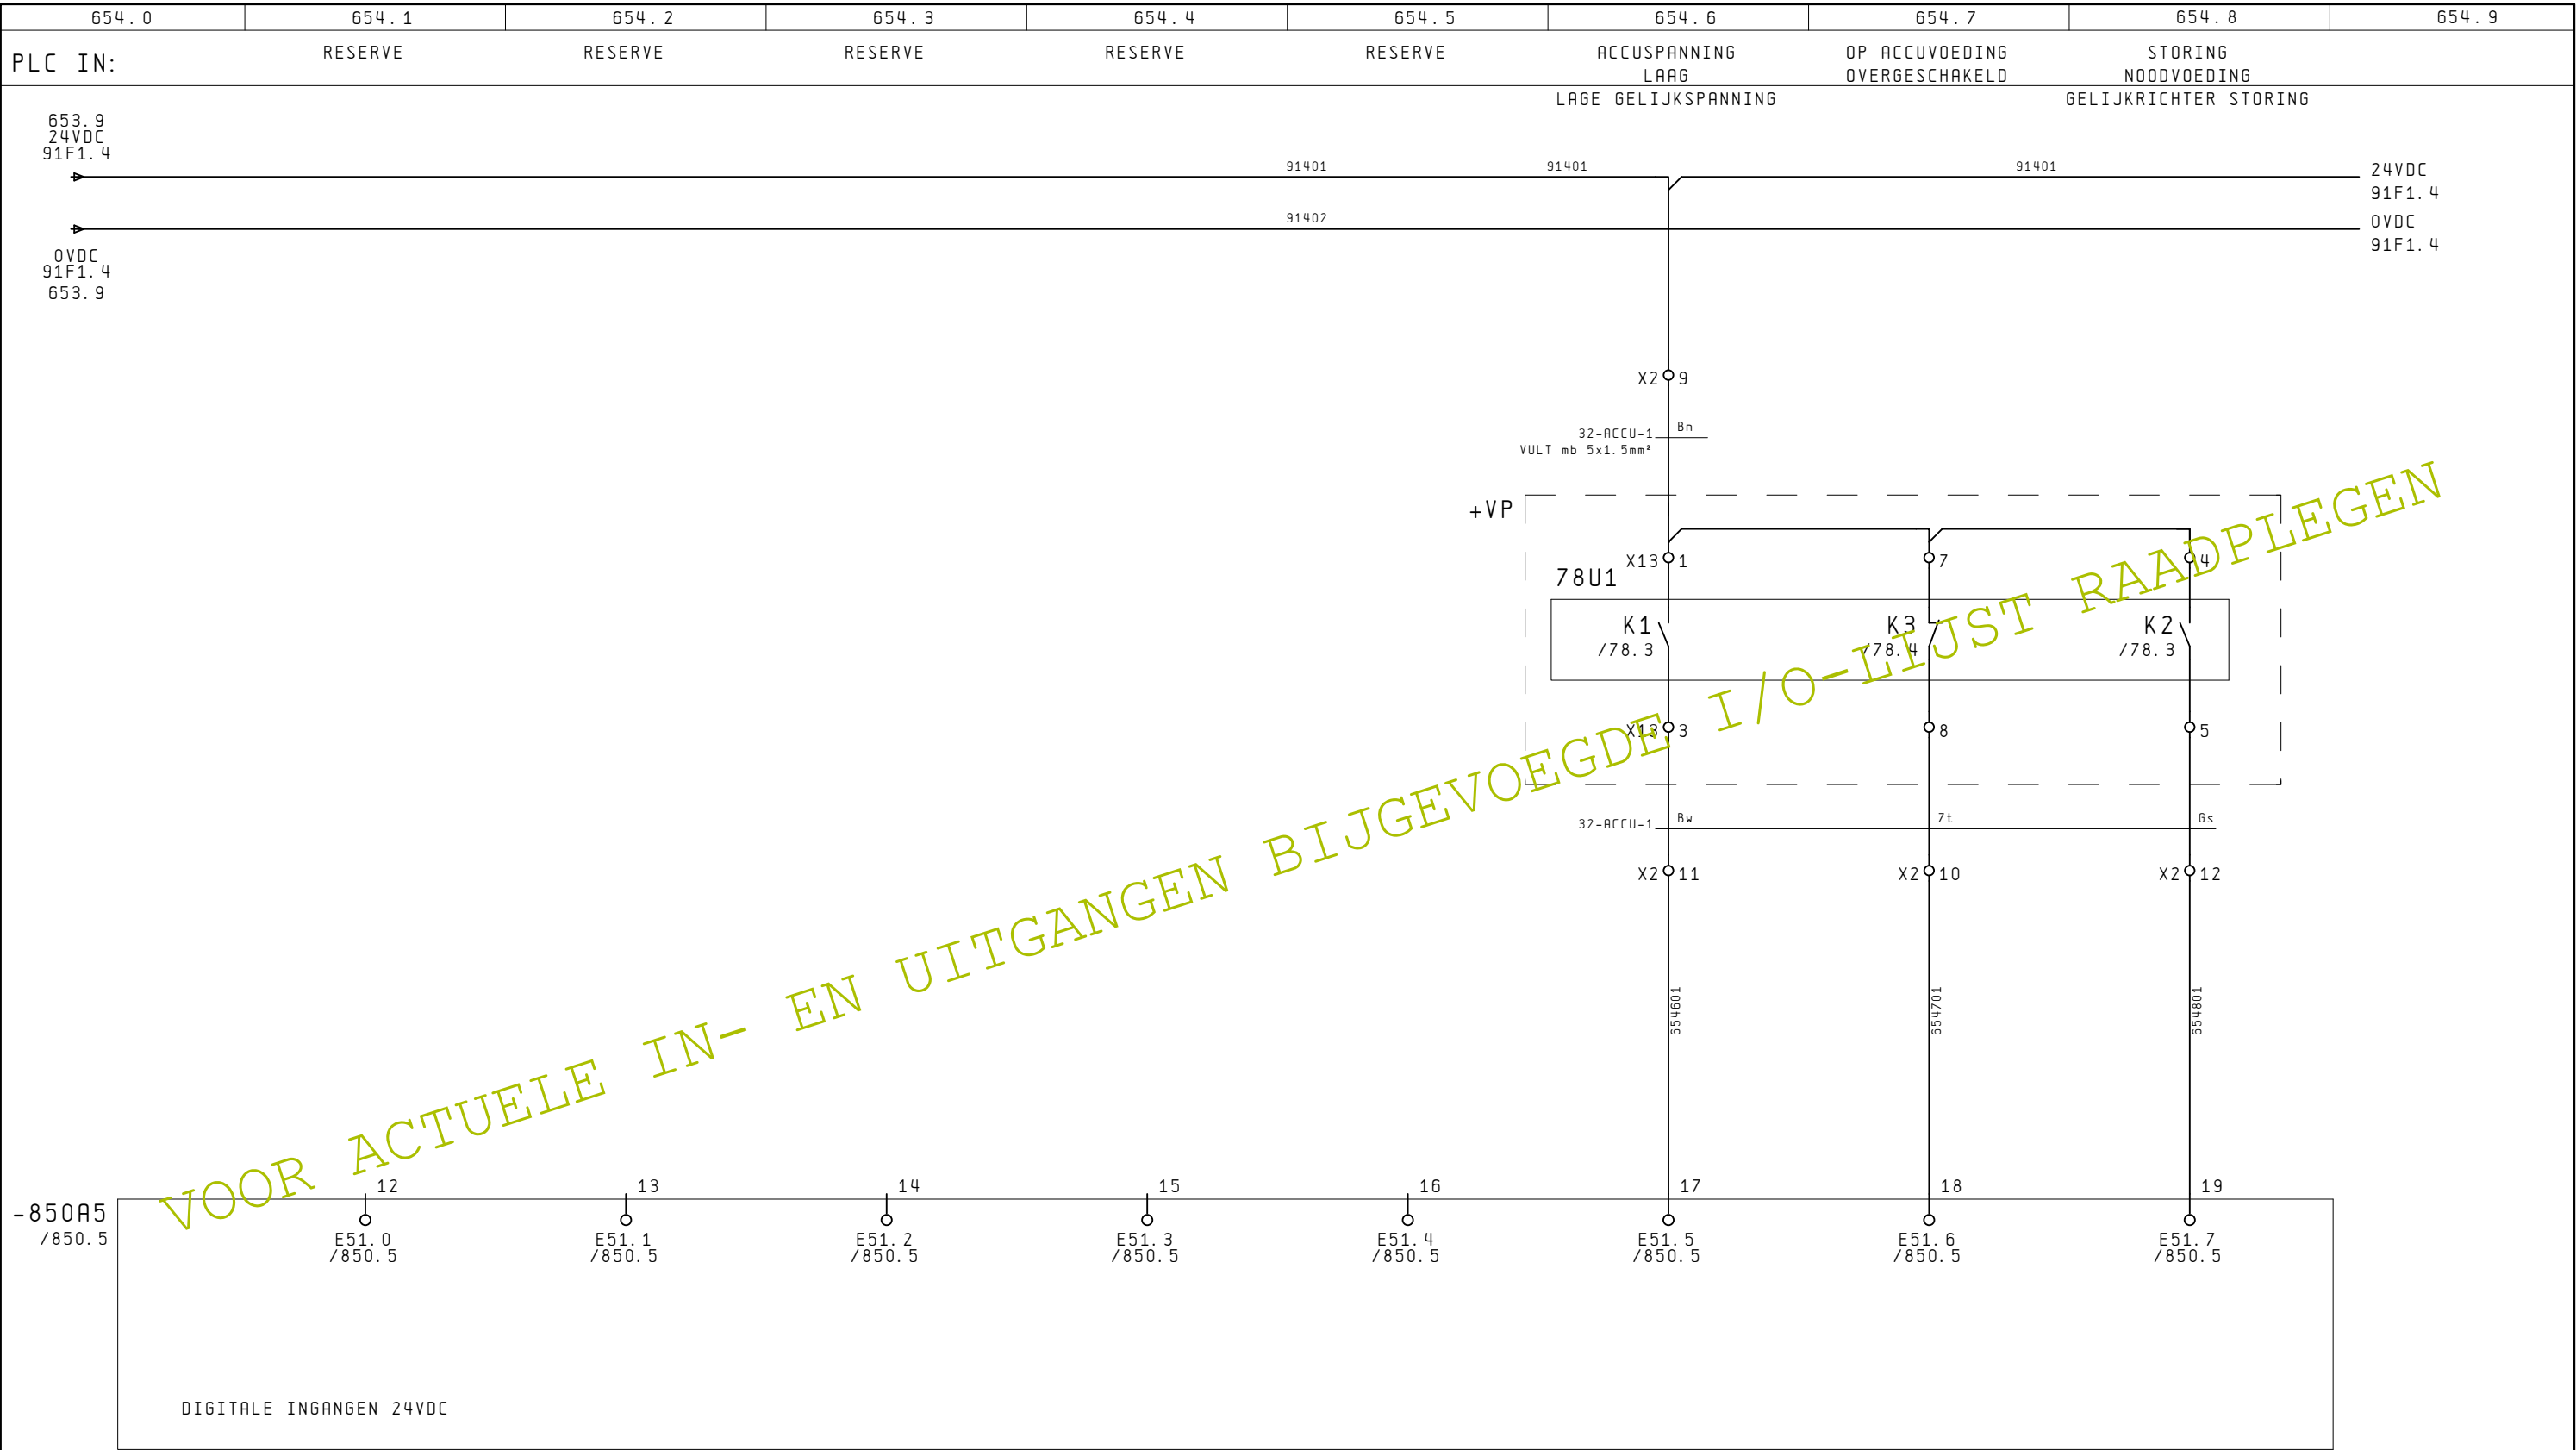 654.0 654.1 654.2 654.3 654.4 654.5 654.6 654.7 654.8 654.9
PLC IN:
RESERVE RESERVE RESERVE RESERVE RESERVE
ACCUSPANNING
LAAG
OP ACCUVOEDING
OVERGESCHAKELD
STORING
NOODVOEDING
LAGE GELIJKSPANNING
GELIJKRICHTER STORING
653.9
24VDC
91F1.4
91401 91401 91401
24VDC
91F1.4
91402
0VDC
91F1.4
0VDC
91F1.4
653.9
X2 9
32-ACCU-1 Bn
VULT mb 5x1.5mm²
+VP
X13 1 7 4
78U1
K1 K3 K2
/78.3 /78.4 /78.3
X13 3 8 5
32-ACCU-1 Bw Zt Gs
X2 11 X2 10 X2 12
654601 654701 654801
VOOR ACTUELE IN- EN UITGANGEN BIJGEVOEGDE I/O-LIJST RAADPLEGEN
12 13 14 15 16 17 18 19
-850A5
/850.5
E51.0 E51.1 E51.2 E51.3 E51.4 E51.5 E51.6 E51.7
/850.5 /850.5 /850.5 /850.5 /850.5 /850.5 /850.5 /850.5
DIGITALE INGANGEN 24VDC